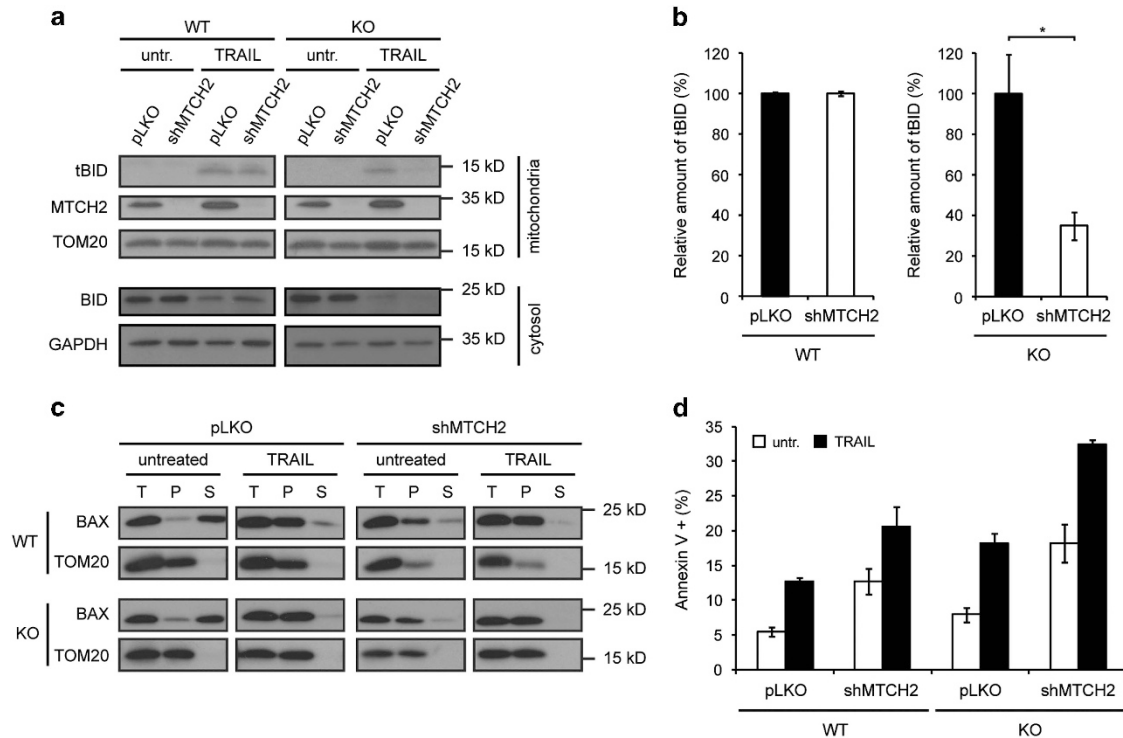 a
WT KO
untr. TRAIL untr. TRAIL
pLKO shMTCH2 pLKO shMTCH2 pLKO shMTCH2 pLKO shMTCH2
tBID 15 kD
MTCH2 35 kD
TOM20 15 kD
mitochondria
BID 25 kD
GAPDH 35 kD
cytosol
b
Relative amount of tBID (%)
120
100
80
60
40
20
0
pLKO shMTCH2
WT
*
Relative amount of tBID (%)
120
100
80
60
40
20
0
pLKO shMTCH2
KO
c
pLKO shMTCH2
untreated TRAIL untreated TRAIL
T P S T P S T P S T P S
WT
BAX 25 kD
TOM20 15 kD
KO
BAX 25 kD
TOM20 15 kD
d
untr. TRAIL
Annexin V + (%)
35
30
25
20
15
10
5
0
pLKO shMTCH2 pLKO shMTCH2
WT KO